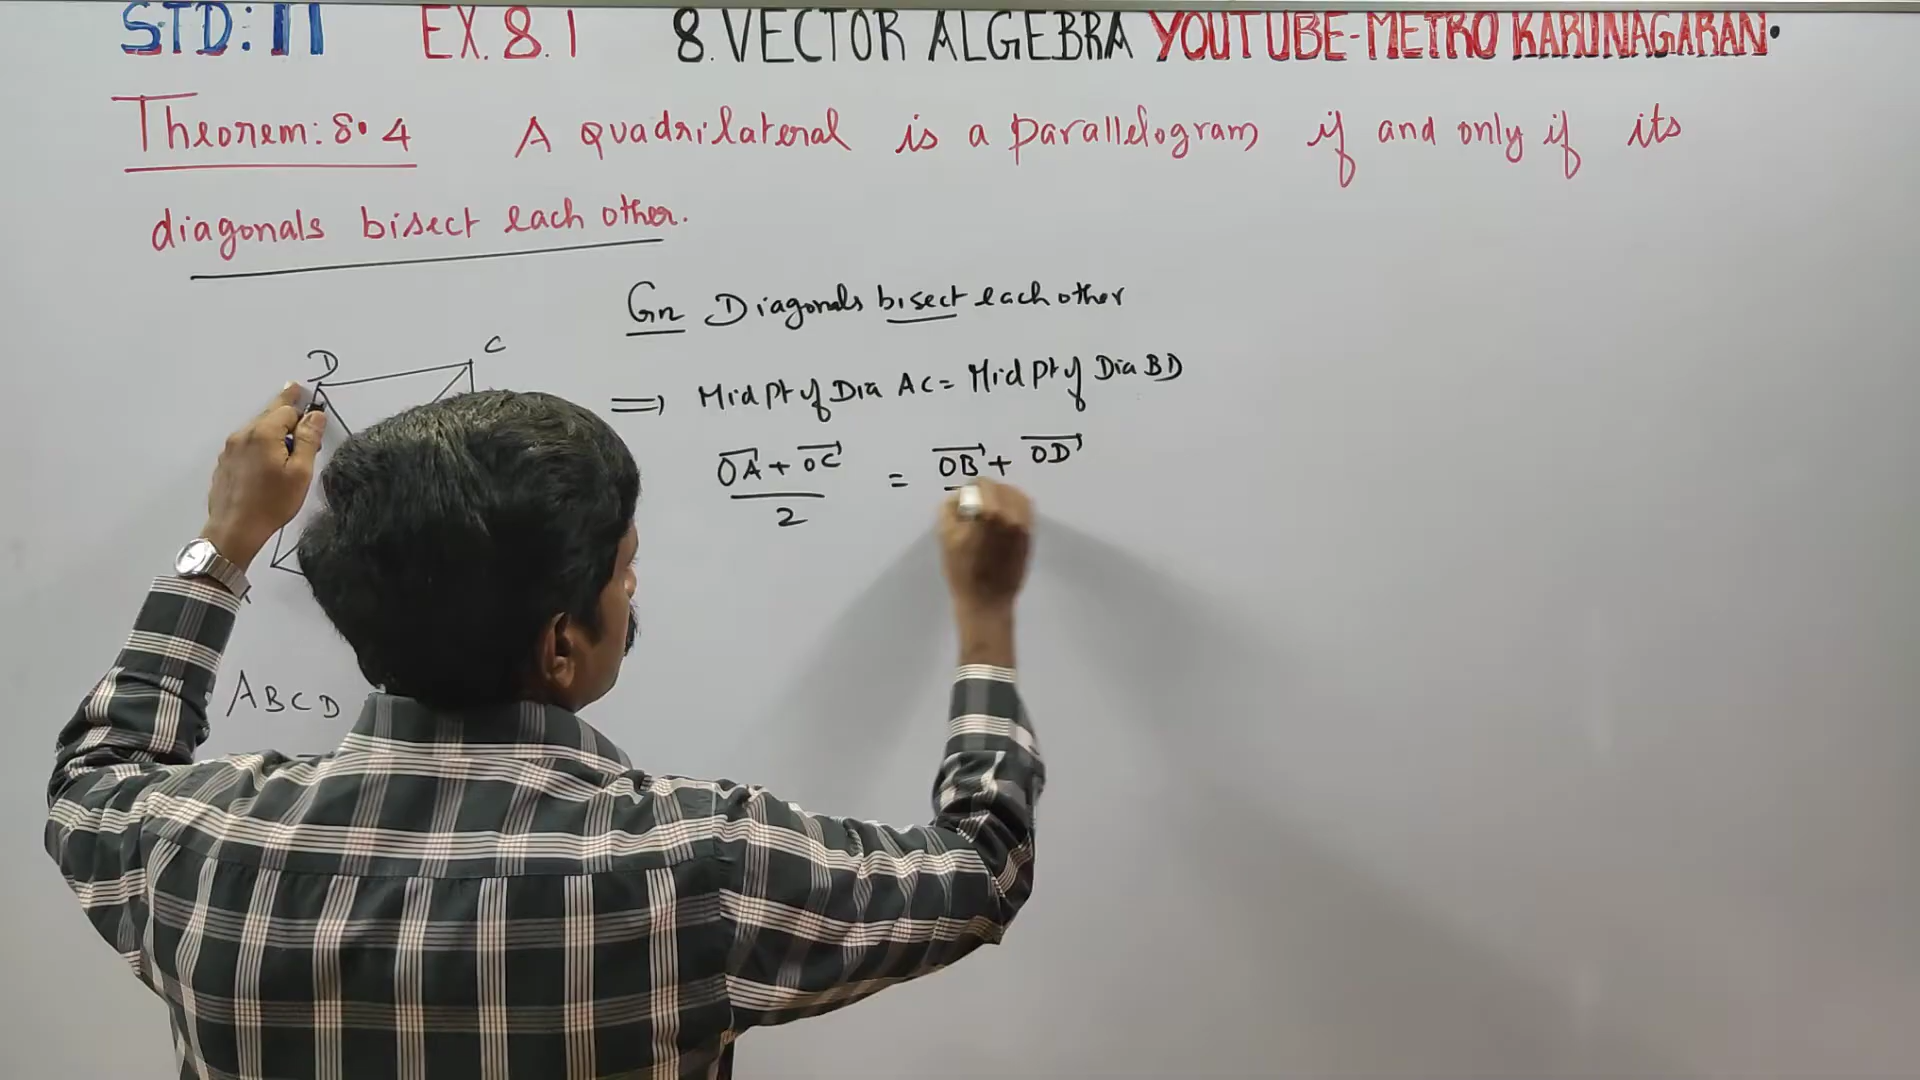 STD: 11 EX. 8.1 8. VECTOR ALGEBRA YOUTUBE-METRO KARUNAGARAN.
Theorem: 8.4 A quadrilateral is a parallelogram if and only if its
diagonals bisect each other.
Gn Diagonals bisect each other
D C
⟹ Mid Pt of Dia AC = Mid Pt of Dia BD
OA + OC = OB + OD
2
ABCD